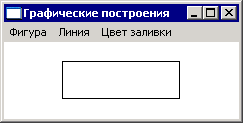 Графические построения
Фигура Линия Цвет заливки